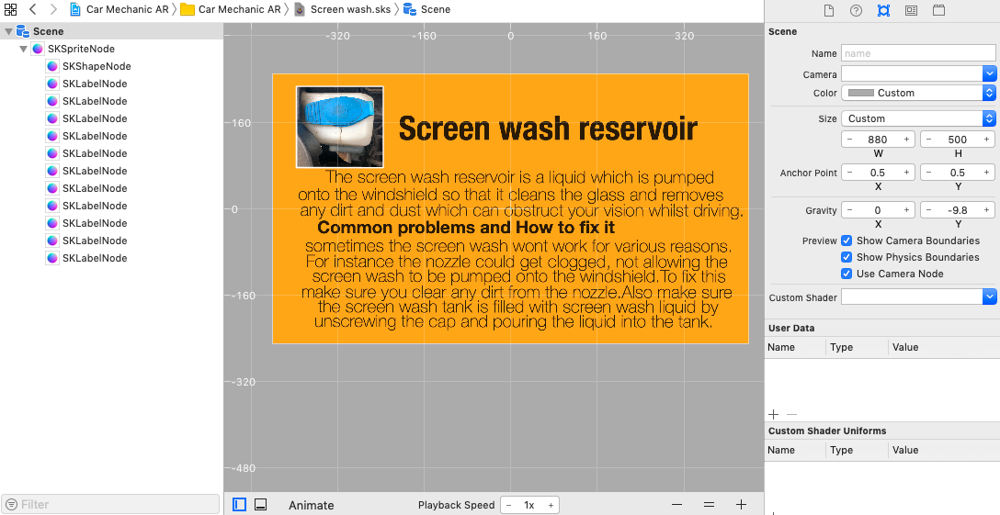 Car Mechanic AR Car Mechanic AR Screen wash.sks Scene
Scene
SKSpriteNode
SKShapeNode
SKLabelNode
SKLabelNode
SKLabelNode
SKLabelNode
SKLabelNode
SKLabelNode
SKLabelNode
SKLabelNode
SKLabelNode
SKLabelNode
SKLabelNode
Filter
-320 -160 0 160 320
160
0
-160
-320
-480
Screen wash reservoir
The screen wash reservoir is a liquid which is pumped
onto the windshield so that it cleans the glass and removes
any dirt and dust which can obstruct your vision whilst driving.
Common problems and How to fix it
sometimes the screen wash wont work for various reasons.
For instance the nozzle could get clogged, not allowing the
screen wash to be pumped onto the windshield.To fix this
make sure you clear any dirt from the nozzle.Also make sure
the screen wash tank is filled with screen wash liquid by
unscrewing the cap and pouring the liquid into the tank.
Animate Playback Speed − 1x +
Scene
Name name
Camera
Color Custom
Size Custom
− 880 + − 500 +
W H
Anchor Point − 0.5 + − 0.5 +
X Y
Gravity − 0 + − -9.8 +
X Y
Preview Show Camera Boundaries
Show Physics Boundaries
Use Camera Node
Custom Shader
User Data
Name Type Value
Custom Shader Uniforms
Name Type Value